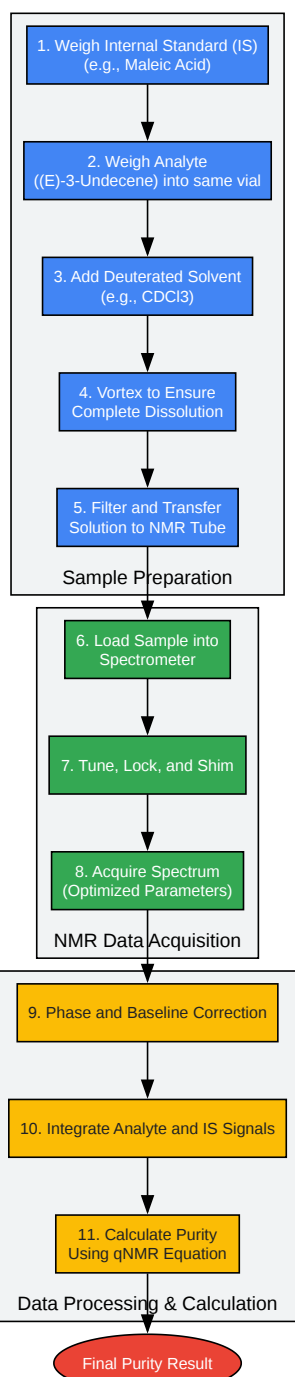 1. Weigh Internal Standard (IS)
(e.g., Maleic Acid)
2. Weigh Analyte
((E)-3-Undecene) into same vial
3. Add Deuterated Solvent
(e.g., CDCl3)
4. Vortex to Ensure
Complete Dissolution
5. Filter and Transfer
Solution to NMR Tube
Sample Preparation
6. Load Sample into
Spectrometer
7. Tune, Lock, and Shim
8. Acquire Spectrum
(Optimized Parameters)
NMR Data Acquisition
9. Phase and Baseline Correction
10. Integrate Analyte and IS Signals
11. Calculate Purity
Using qNMR Equation
Data Processing & Calculation
Final Purity Result